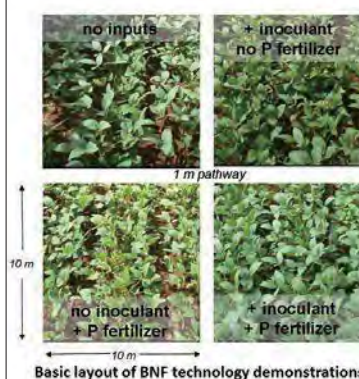 no inputs
+ inoculant
no P fertilizer
1 m pathway
10 m
no inoculant
+ P fertilizer
+ inoculant
+ P fertilizer
10 m
Basic layout of BNF technology demonstration